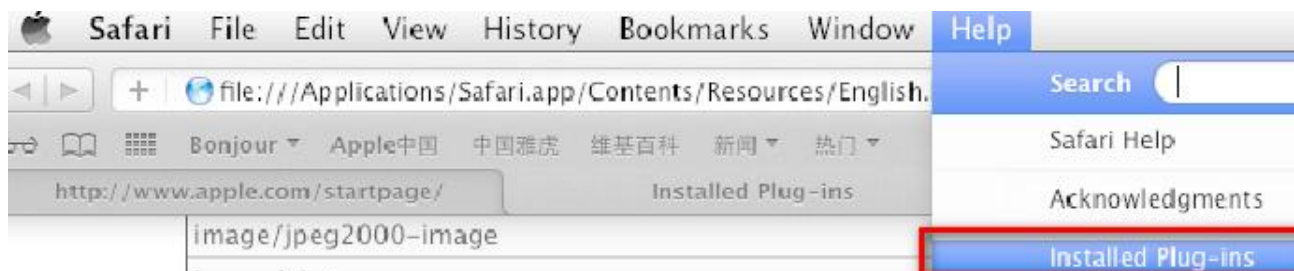 Safari File Edit View History Bookmarks Window Help
file:///Applications/Safari.app/Contents/Resources/English.
Search
Bonjour Apple中国 中国雅虎 维基百科 新闻 热门
Safari Help
http://www.apple.com/startpage/ Installed Plug-ins
Acknowledgments
image/jpeg2000-image
Installed Plug-ins